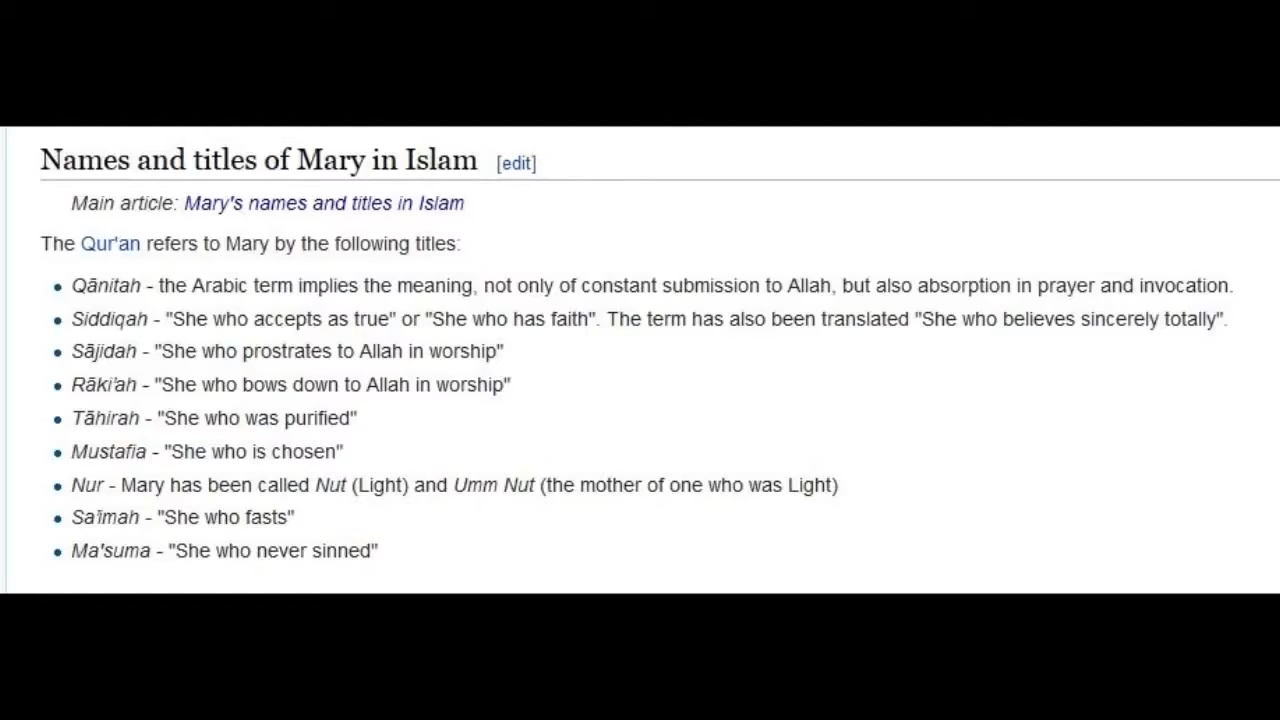 Names and titles of Mary in Islam [edit]
Main article: Mary's names and titles in Islam
The Qur'an refers to Mary by the following titles:
• Qānitah - the Arabic term implies the meaning, not only of constant submission to Allah, but also absorption in prayer and invocation.
• Siddiqah - "She who accepts as true" or "She who has faith". The term has also been translated "She who believes sincerely totally".
• Sājidah - "She who prostrates to Allah in worship"
• Rāki'ah - "She who bows down to Allah in worship"
• Tāhirah - "She who was purified"
• Mustafia - "She who is chosen"
• Nur - Mary has been called Nut (Light) and Umm Nut (the mother of one who was Light)
• Sa'imah - "She who fasts"
• Ma'suma - "She who never sinned"